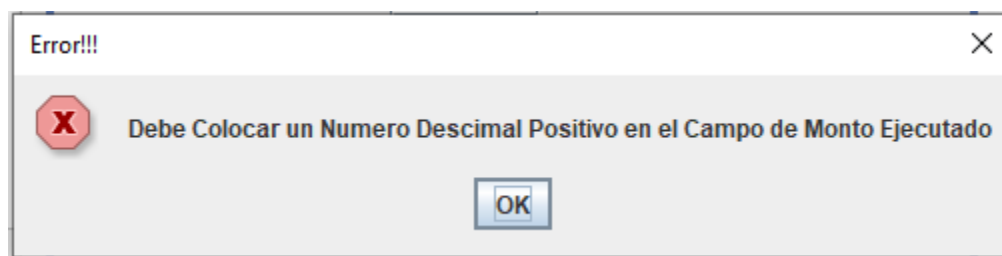 Error!!!
Debe Colocar un Numero Descimal Positivo en el Campo de Monto Ejecutado
OK